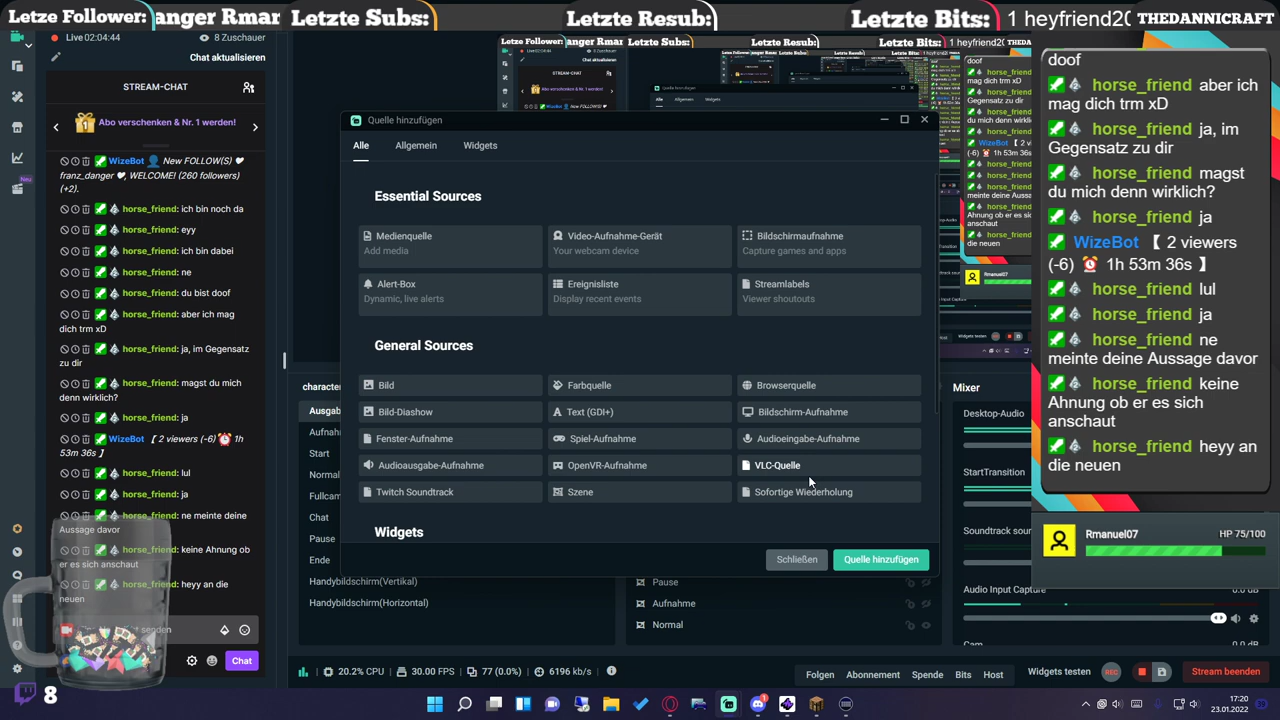 Letze Follower:
anger Rmar
Letzte Subs:
Letzte Resub:
Letzte Bits:
1 heyfriend20
THEDANNICRAFT
Live 02:04:44
8 Zuschauer
Chat aktualisieren
STREAM-CHAT
Abo verschenken & Nr. 1 werden!
WizeBot New FOLLOW(S)
franz_danger , WELCOME! (260 followers)
(+2).
horse_friend: ich bin noch da
horse_friend: eyy
horse_friend: ich bin dabei
horse_friend: ne
horse_friend: du bist doof
horse_friend: aber ich mag
dich trm xD
horse_friend: ja, im Gegensatz
zu dir
horse_friend: magst du mich
denn wirklich?
horse_friend: ja
WizeBot 【 2 viewers (-6) ⏰ 1h
53m 36s 】
horse_friend: lul
horse_friend: ja
horse_friend: ne meinte deine
Aussage davor
horse_friend: keine Ahnung ob
er es sich anschaut
horse_friend: heyy an die
neuen
Chat
New
8
Quelle hinzufügen
Alle
Allgemein
Widgets
Essential Sources
Medienquelle
Add media
Video-Aufnahme-Gerät
Your webcam device
Bildschirmaufnahme
Capture games and apps
Alert-Box
Dynamic, live alerts
Ereignisliste
Display recent events
Streamlabels
Viewer shoutouts
General Sources
Bild
Farbquelle
Browserquelle
Bild-Diashow
Text (GDI+)
Bildschirm-Aufnahme
Fenster-Aufnahme
Spiel-Aufnahme
Audioeingabe-Aufnahme
Audioausgabe-Aufnahme
OpenVR-Aufnahme
VLC-Quelle
Twitch Soundtrack
Szene
Sofortige Wiederholung
Widgets
Schließen
Quelle hinzufügen
character
Ausgab
Aufnahm
Start
Normal
Fullcam
Chat
Pause
Ende
Handybildschirm(Vertikal)
Handybildschirm(Horizontal)
Pause
Aufnahme
Normal
Mixer
Desktop-Audio
StartTransition
Soundtrack sour
Audio Input Capture
0.0 dB
Cam
doof
horse_friend aber ich
mag dich trm xD
horse_friend ja, im
Gegensatz zu dir
horse_friend magst
du mich denn wirklich?
horse_friend ja
WizeBot 【 2 viewers
(-6) ⏰ 1h 53m 36s 】
horse_friend lul
horse_friend ja
horse_friend ne
meinte deine Aussage davor
horse_friend keine
Ahnung ob er es sich
anschaut
horse_friend heyy an
die neuen
Rmanuel07
HP 75/100
20.2% CPU
30.00 FPS
77 (0.0%)
6196 kb/s
Folgen
Abonnement
Spende
Bits
Host
Widgets testen
REC
Stream beenden
17:20
23.01.2022